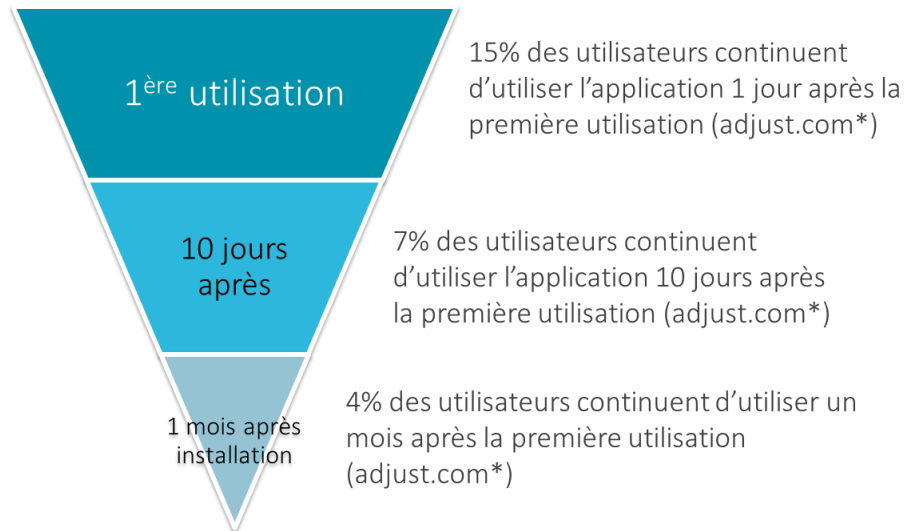 1ère utilisation
15% des utilisateurs continuent
d’utiliser l’application 1 jour après la
première utilisation (adjust.com*)
10 jours
après
7% des utilisateurs continuent
d’utiliser l’application 10 jours après
la première utilisation (adjust.com*)
1 mois après
installation
4% des utilisateurs continuent d’utiliser un
mois après la première utilisation
(adjust.com*)